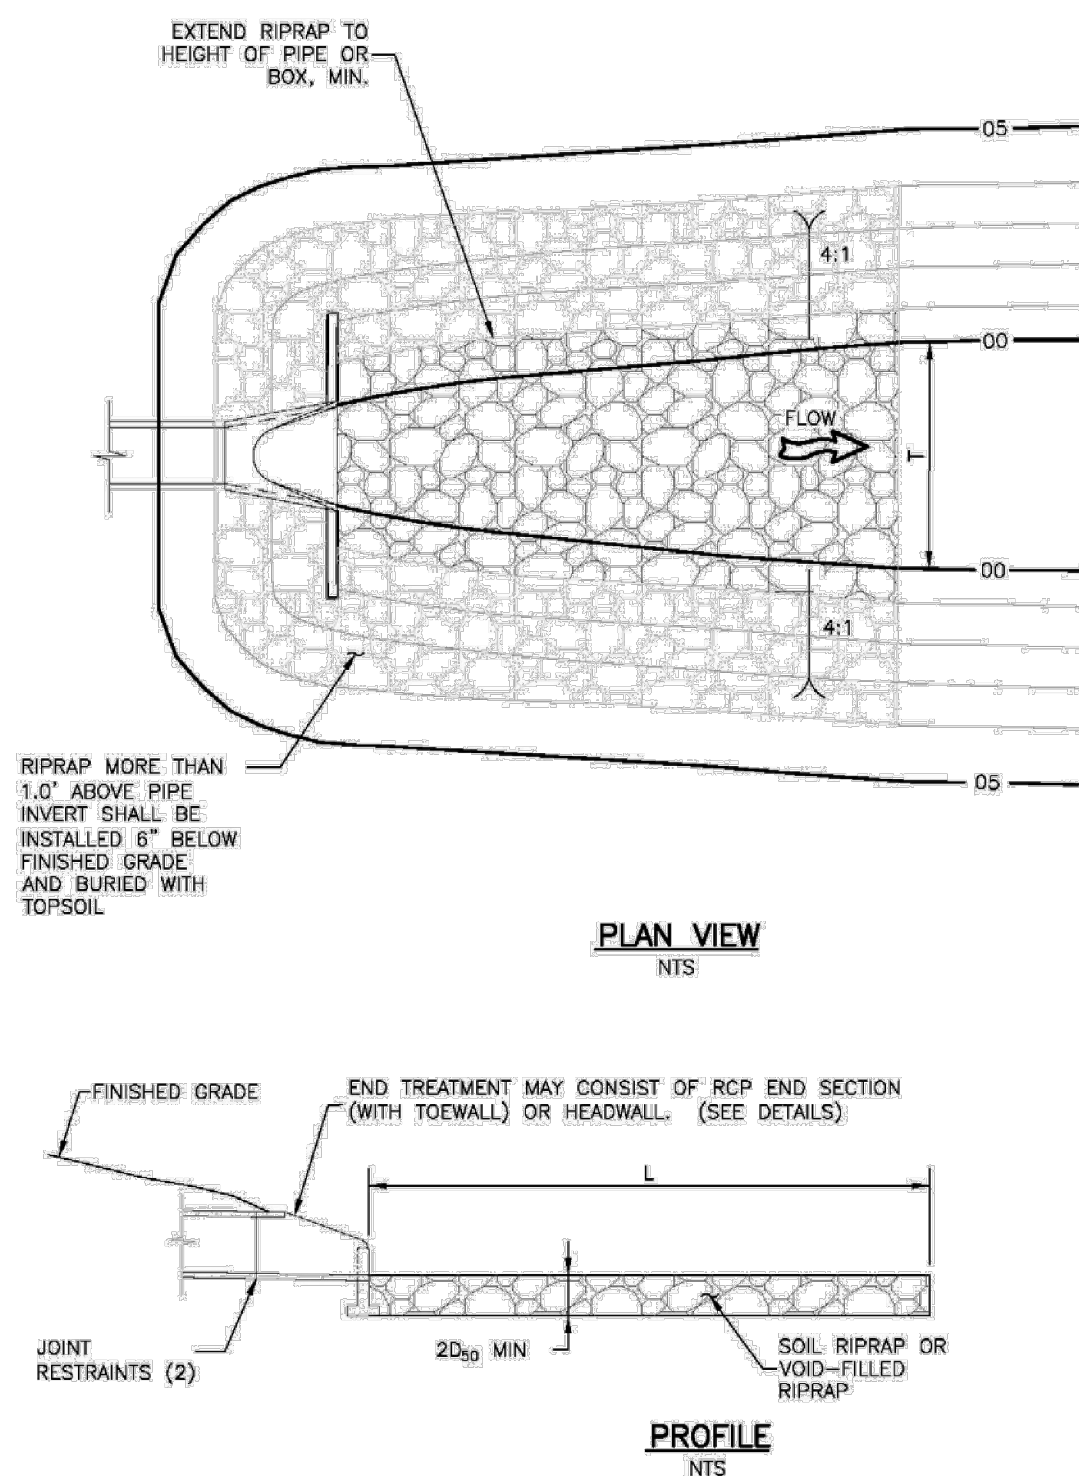 EXTEND RIPRAP TO
HEIGHT OF PIPE OR
BOX, MIN.
05
4:1
00
FLOW
T
00
4:1
05
RIPRAP MORE THAN
1.0' ABOVE PIPE
INVERT SHALL BE
INSTALLED 6" BELOW
FINISHED GRADE
AND BURIED WITH
TOPSOIL
PLAN VIEW
NTS
FINISHED GRADE
END TREATMENT MAY CONSIST OF RCP END SECTION
(WITH TOEWALL) OR HEADWALL. (SEE DETAILS)
L
JOINT
RESTRAINTS (2)
2D50 MIN
SOIL RIPRAP OR
VOID-FILLED
RIPRAP
PROFILE
NTS